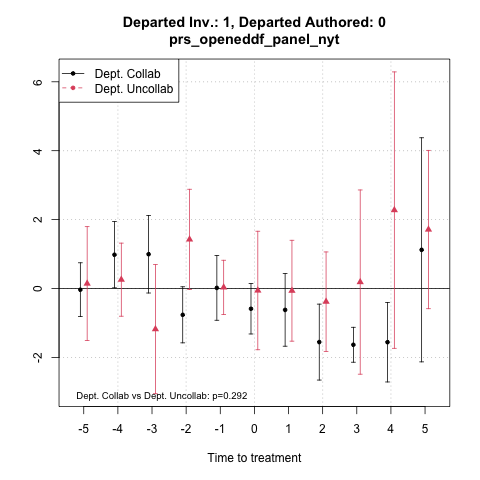 Departed Inv.: 1, Departed Authored: 0
prs_openeddf_panel_nyt
Dept. Collab
Dept. Uncollab
6
4
2
0
-2
Dept. Collab vs Dept. Uncollab: p=0.292
-5 -4 -3 -2 -1 0 1 2 3 4 5
Time to treatment